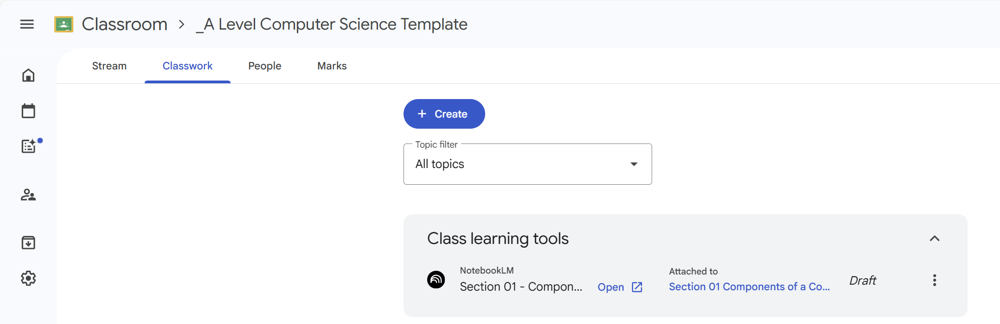 Classroom > _A Level Computer Science Template
Stream Classwork People Marks
+ Create
Topic filter
All topics
Class learning tools
NotebookLM
Section 01 - Compon... Open
Attached to
Section 01 Components of a Co...
Draft